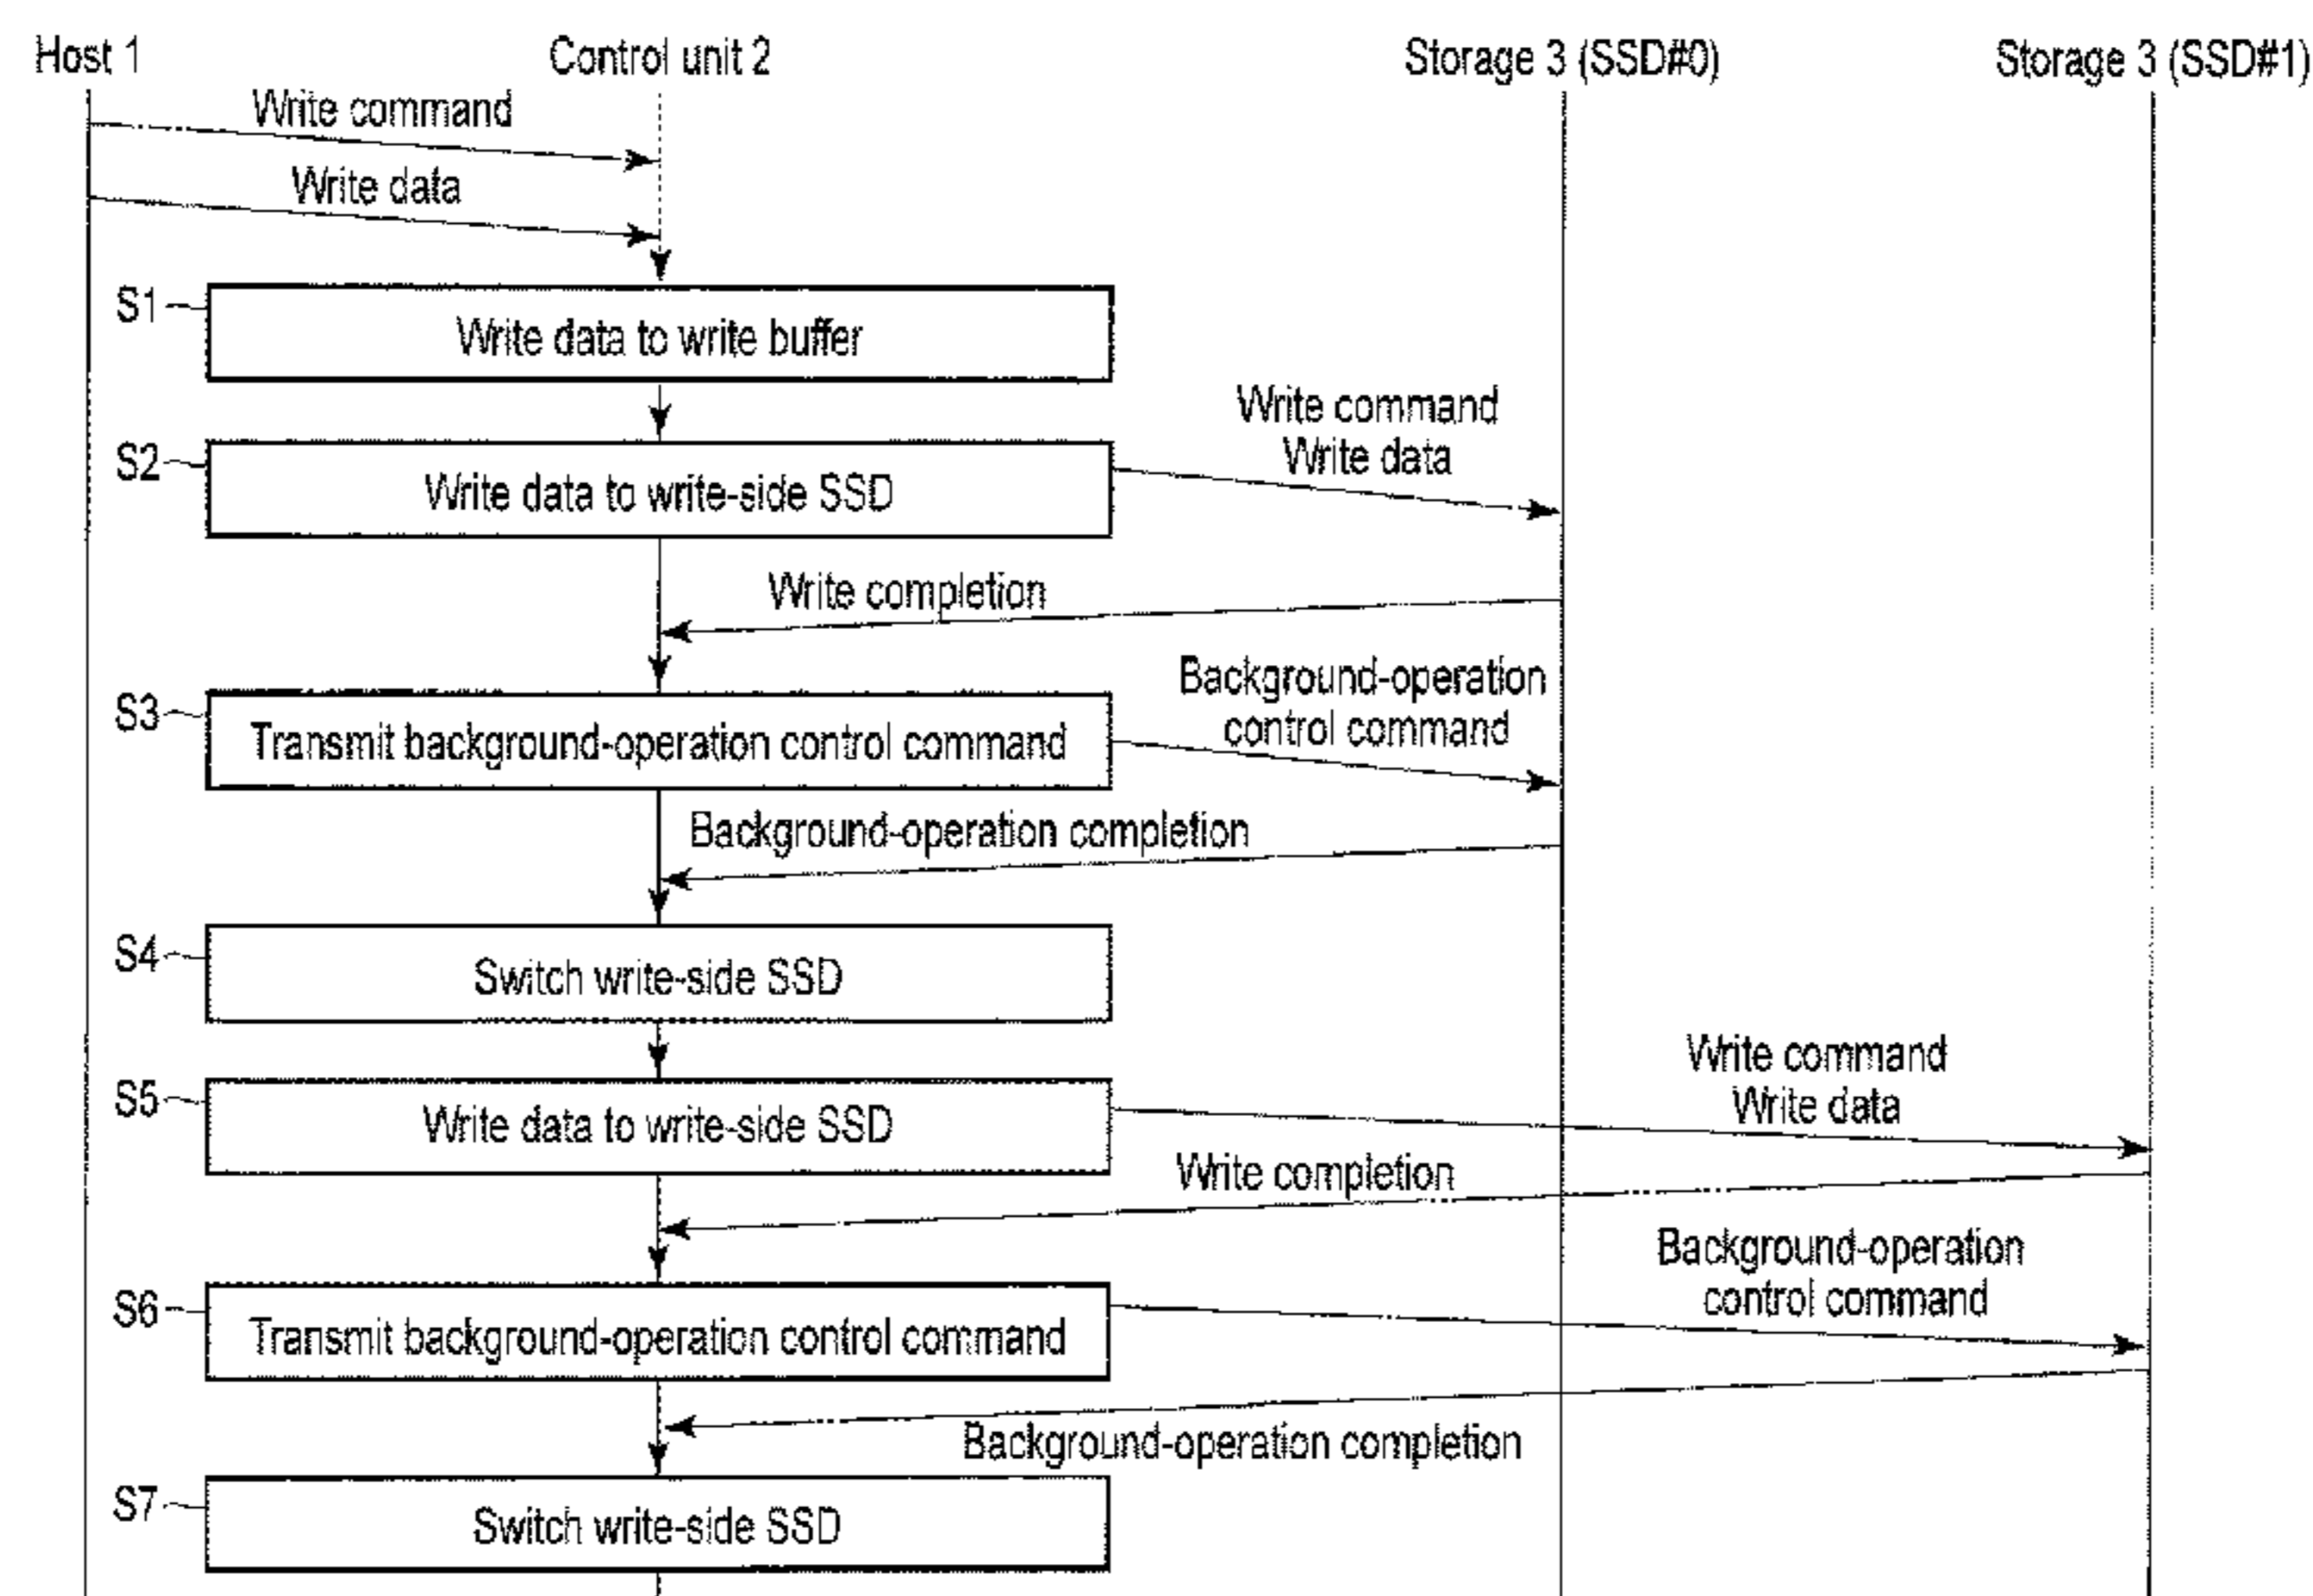 Host 1
Control unit 2
Storage 3 (SSD#0)
Storage 3 (SSD#1)
Write command
Write data
S1
Write data to write buffer
Write command
Write data
S2
Write data to write-side SSD
Write completion
Background-operation
control command
S3
Transmit background-operation control command
Background-operation completion
S4
Switch write-side SSD
Write command
Write data
S5
Write data to write-side SSD
Write completion
Background-operation
control command
S6
Transmit background-operation control command
Background-operation completion
S7
Switch write-side SSD